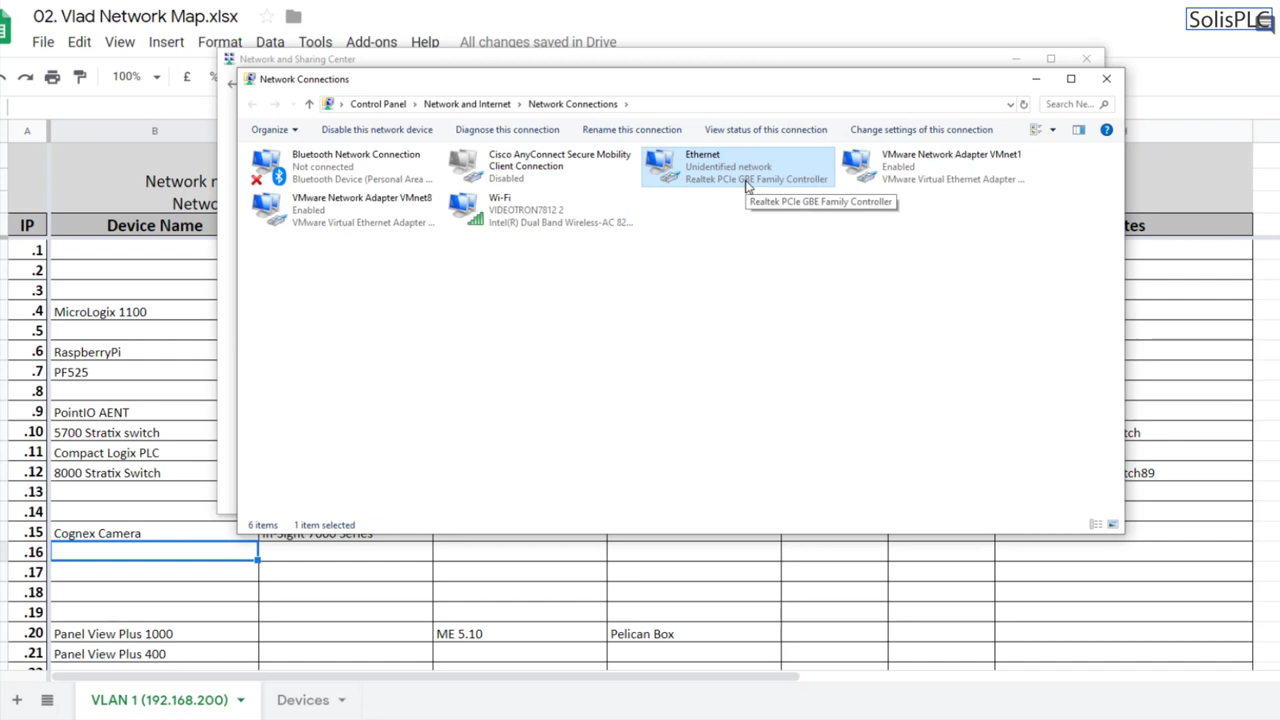 02. Vlad Network Map.xlsx
SolisPLC
File Edit View Insert Format Data Tools Add-ons Help All changes saved in Drive
Network and Sharing Center
100% £ %
Network Connections
Control Panel > Network and Internet > Network Connections >
Search Ne...
Organize Disable this network device Diagnose this connection Rename this connection View status of this connection Change settings of this connection
A B
Bluetooth Network Connection
Not connected
Bluetooth Device (Personal Area ...
Cisco AnyConnect Secure Mobility
Client Connection
Disabled
Ethernet
Unidentified network
Realtek PCIe GBE Family Controller
VMware Network Adapter VMnet1
Enabled
VMware Virtual Ethernet Adapter ...
VMware Network Adapter VMnet8
Enabled
VMware Virtual Ethernet Adapter ...
Wi-Fi
VIDEOTRON7812 2
Intel(R) Dual Band Wireless-AC 82...
Realtek PCIe GBE Family Controller
Network
Netwo
IP Device Name tes
.1
.2
.3
.4 MicroLogix 1100
.5
.6 RaspberryPi
.7 PF525
.8
.9 PointIO AENT
.10 5700 Stratix switch tch
.11 Compact Logix PLC
.12 8000 Stratix Switch tch89
.13
.14
6 items 1 item selected
.15 Cognex Camera In-Sight 7000 Series
.16
.17
.18
.19
.20 Panel View Plus 1000 ME 5.10 Pelican Box
.21 Panel View Plus 400
VLAN 1 (192.168.200) Devices